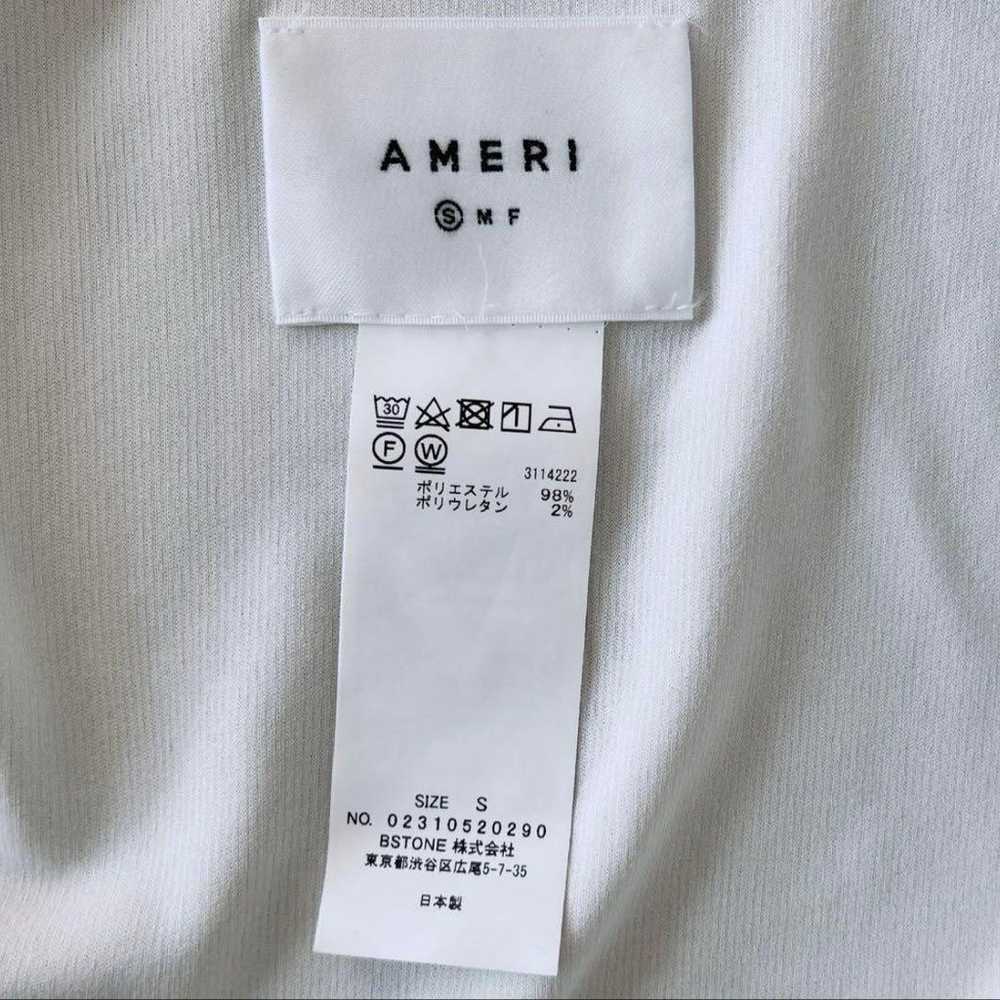 AMERI
S M F
30
F W
3114222
ポリエステル 98%
ポリウレタン 2%
SIZE S
NO. 02310520290
BSTONE 株式会社
東京都渋谷区広尾5-7-35
日本製